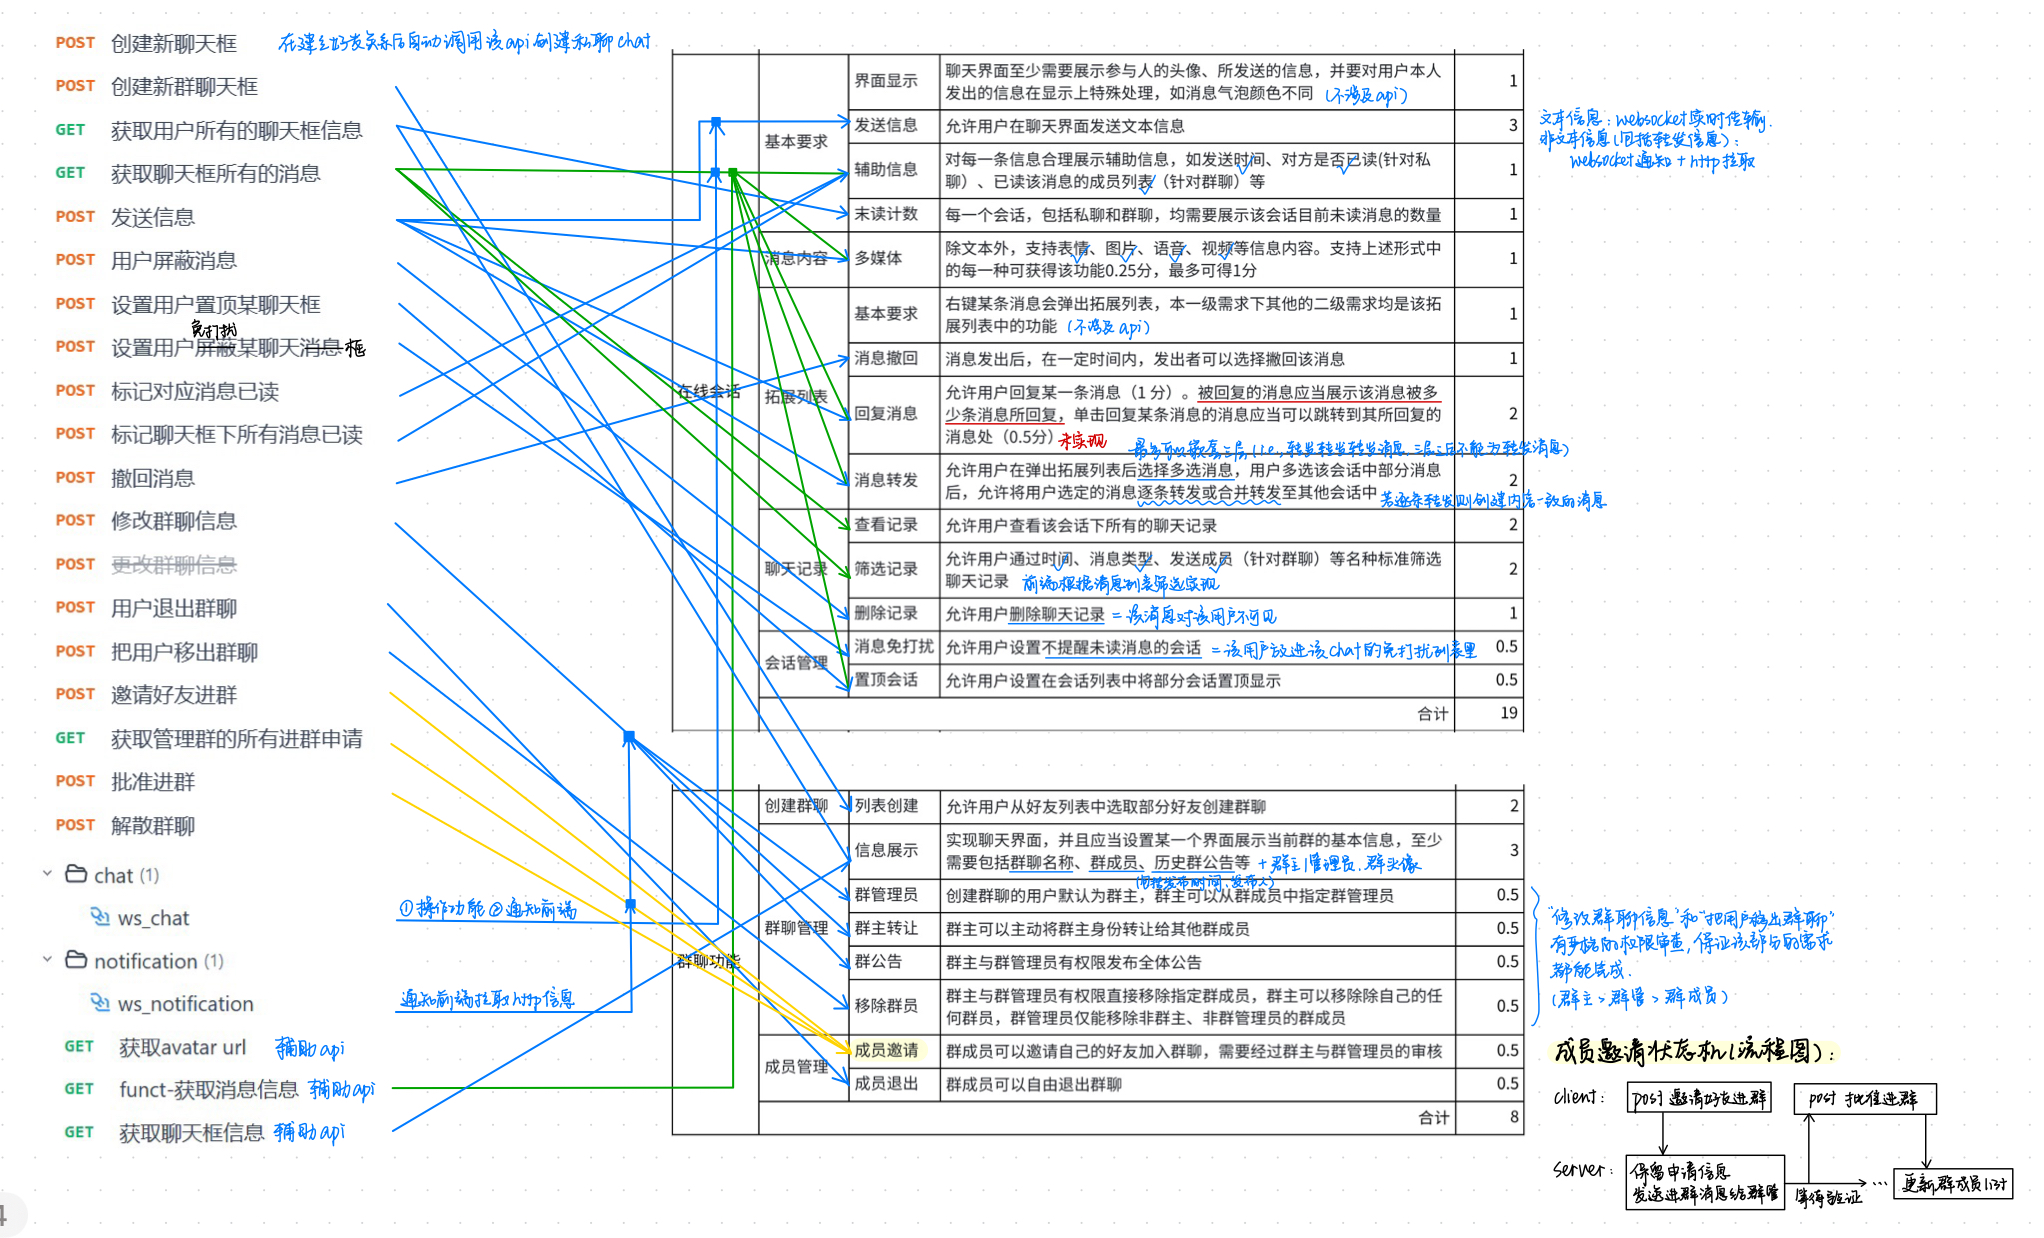 POST 创建新聊天框 在建立好友关系后自动调用该api创建私聊chat
POST 创建新群聊天框
GET 获取用户所有的聊天框信息
GET 获取聊天框所有的消息
POST 发送信息
POST 用户屏蔽消息
POST 设置用户置顶某聊天框
免打扰
POST 设置用户屏蔽某聊天消息框
POST 标记对应消息已读
POST 标记聊天框下所有消息已读
POST 撤回消息
POST 修改群聊信息
POST 更改群聊信息
POST 用户退出群聊
POST 把用户移出群聊
POST 邀请好友进群
GET 获取管理群的所有进群申请
POST 批准进群
POST 解散群聊
chat (1)
ws_chat ①操作功能 ②通知前端
notification (1)
ws_notification 通知前端拉取http信息
GET 获取avatar url 辅助api
GET funct-获取消息信息 辅助api
GET 获取聊天框信息 辅助api
在线会话
基本要求
界面显示
聊天界面至少需要展示参与人的头像、所发送的信息，并要对用户本人
发出的信息在显示上特殊处理，如消息气泡颜色不同 (不涉及api)
1
发送信息
允许用户在聊天界面发送文本信息
3
辅助信息
对每一条信息合理展示辅助信息，如发送时间、对方是否已读(针对私
聊）、已读该消息的成员列表（针对群聊）等
1
未读计数
每一个会话，包括私聊和群聊，均需要展示该会话目前未读消息的数量
1
消息内容
多媒体
除文本外，支持表情、图片、语音、视频等信息内容。支持上述形式中
的每一种可获得该功能0.25分，最多可得1分
1
拓展列表
基本要求
右键某条消息会弹出拓展列表，本一级需求下其他的二级需求均是该拓
展列表中的功能 (不涉及api)
1
消息撤回
消息发出后，在一定时间内，发出者可以选择撤回该消息
1
回复消息
允许用户回复某一条消息（1 分）。被回复的消息应当展示该消息被多
少条消息所回复，单击回复某条消息的消息应当可以跳转到其所回复的
消息处（0.5分） 未实现
2
最多可以嵌套三层(i.e.,转发转发转发消息,三层之后不能为转发消息)
消息转发
允许用户在弹出拓展列表后选择多选消息，用户多选该会话中部分消息
后，允许将用户选定的消息逐条转发或合并转发至其他会话中
2
若逐条转发则创建内容一致的消息
聊天记录
查看记录
允许用户查看该会话下所有的聊天记录
2
筛选记录
允许用户通过时间、消息类型、发送成员（针对群聊）等名种标准筛选
聊天记录 前端根据消息列表筛选实现
2
删除记录
允许用户删除聊天记录 = 该消息对该用户不可见
1
会话管理
消息免打扰
允许用户设置不提醒未读消息的会话 = 该用户放进该chat的免打扰列表里
0.5
置顶会话
允许用户设置在会话列表中将部分会话置顶显示
0.5
合计 19
群聊功能
创建群聊
列表创建
允许用户从好友列表中选取部分好友创建群聊
2
群聊管理
信息展示
实现聊天界面，并且应当设置某一个界面展示当前群的基本信息，至少
需要包括群聊名称、群成员、历史群公告等 + 群主/管理员、群头像
(包括发布时间、发布人)
3
群管理员
创建群聊的用户默认为群主，群主可以从群成员中指定群管理员
0.5
群主转让
群主可以主动将群主身份转让给其他群成员
0.5
群公告
群主与群管理员有权限发布全体公告
0.5
移除群员
群主与群管理员有权限直接移除指定群成员，群主可以移除除自己的任
何群员，群管理员仅能移除非群主、非群管理员的群成员
0.5
成员管理
成员邀请
群成员可以邀请自己的好友加入群聊，需要经过群主与群管理员的审核
0.5
成员退出
群成员可以自由退出群聊
0.5
合计 8
文本信息：websocket实时传输.
非文本信息(包括转发信息)：
websocket通知 + http拉取
"修改群聊信息"和"把用户移出群聊"
有严格的权限审查,保证该部分的需求
都能完成.
(群主 > 群管 > 群成员)
成员邀请状态机(流程图)：
client: post 邀请好友进群 post 批准进群
server: 保留申请信息
发送进群消息给群管
等待验证 … 更新群成员list
4